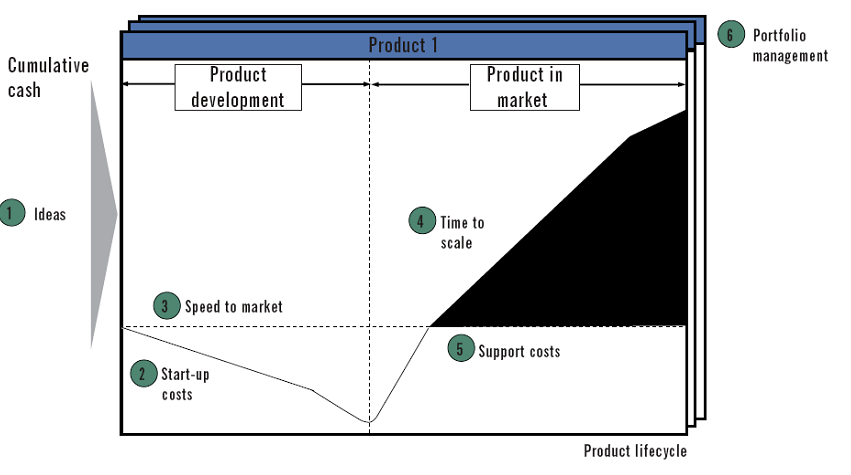 Product 1
6 Portfolio
management
Cumulative
cash
Product
development
Product in
market
1 Ideas
4 Time to
scale
3 Speed to market
5 Support costs
2 Start-up
costs
Product lifecycle